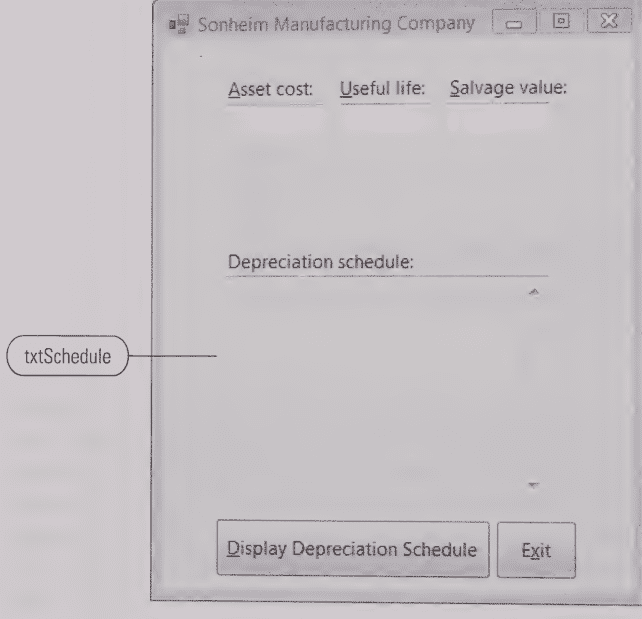 Sonheim Manufacturing Company
Asset cost: Useful life: Salvage value:
Depreciation schedule:
txtSchedule
Display Depreciation Schedule Exit